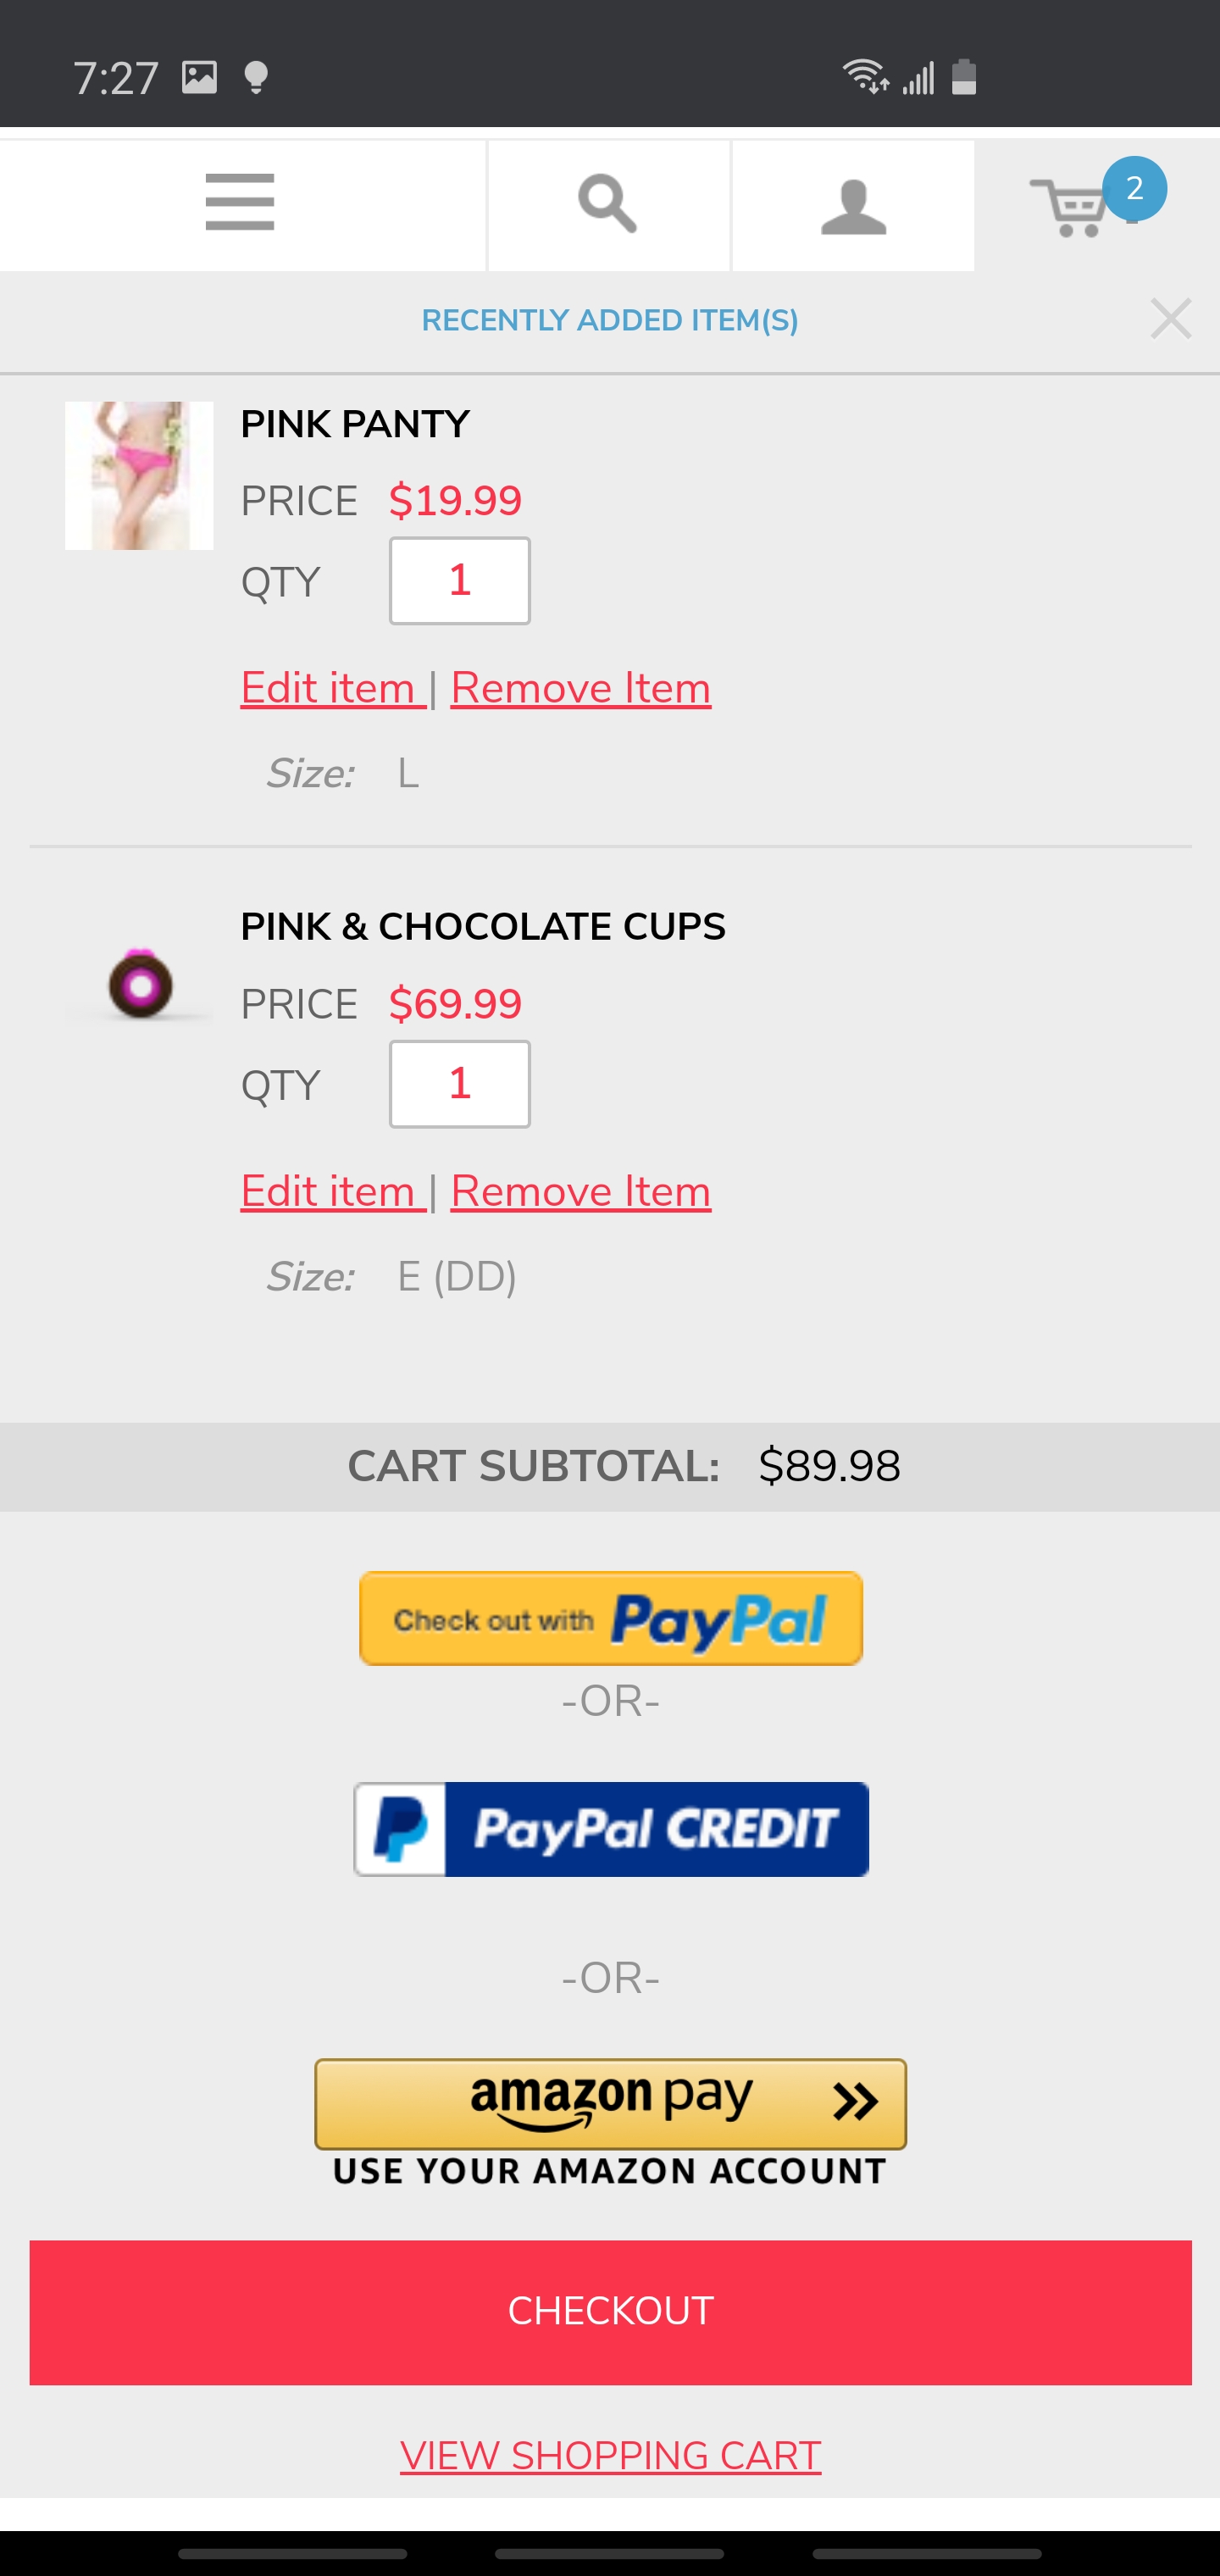 7:27
2
RECENTLY ADDED ITEM(S)
PINK PANTY
PRICE $19.99
QTY 1
Edit item | Remove Item
Size: L
PINK & CHOCOLATE CUPS
PRICE $69.99
QTY 1
Edit item | Remove Item
Size: E (DD)
CART SUBTOTAL: $89.98
Check out with PayPal
-OR-
PayPal CREDIT
-OR-
amazon pay
USE YOUR AMAZON ACCOUNT
CHECKOUT
VIEW SHOPPING CART